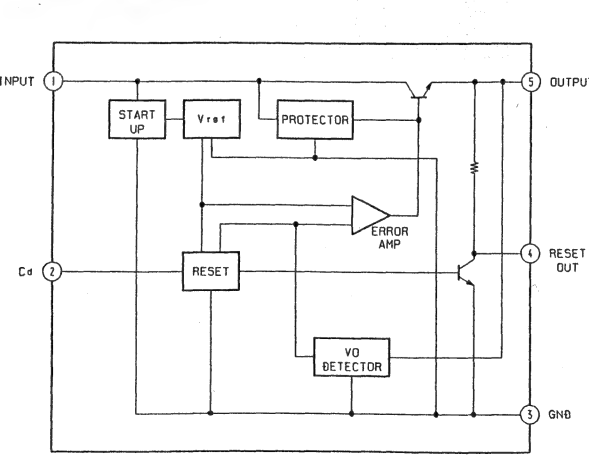 INPUT 1
5 OUTPUT
START
UP
Vref
PROTECTOR
ERROR
AMP
4 RESET
OUT
Cd 2
RESET
VO
DETECTOR
3 GND